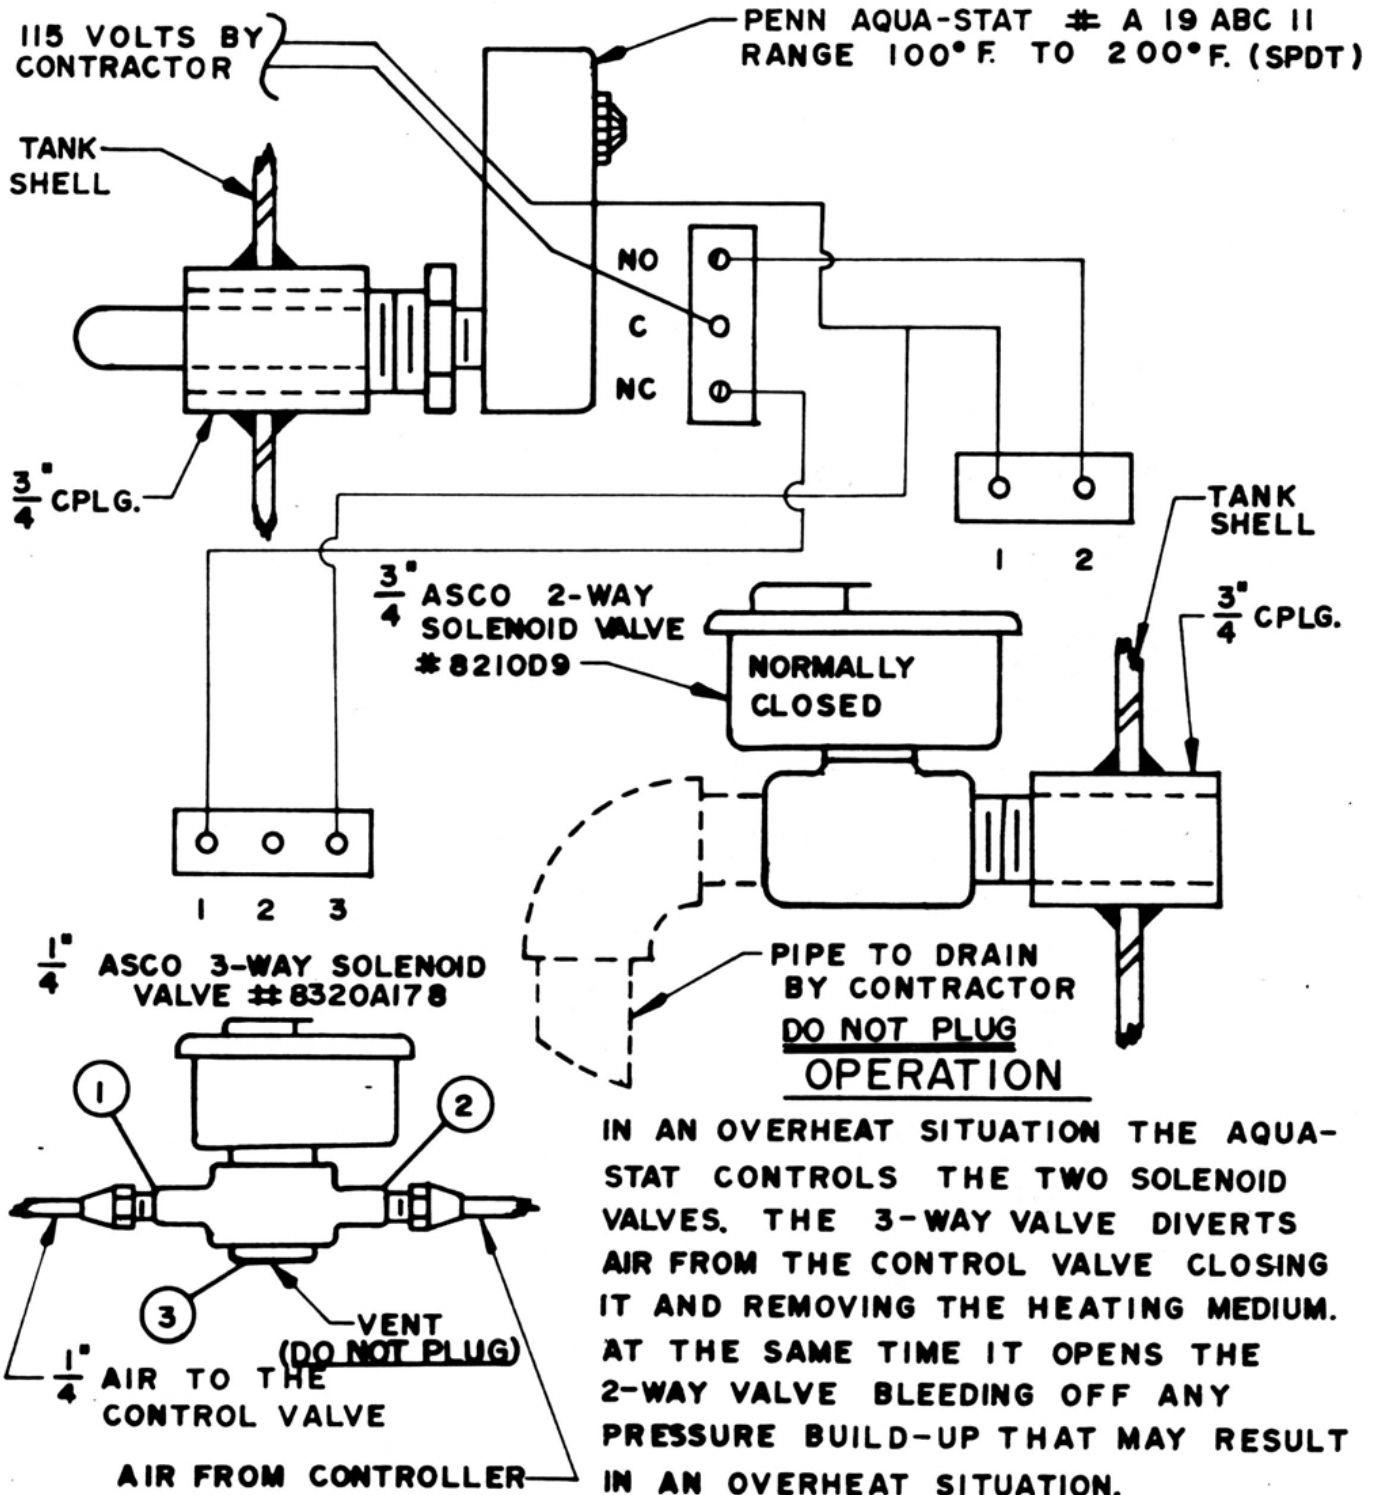 115 VOLTS BY
CONTRACTOR
PENN AQUA-STAT # A 19 ABC 11
RANGE 100°F. TO 200°F. (SPDT)
TANK
SHELL
NO
C
NC
3/4" CPLG.
1 2
TANK
SHELL
3/4" CPLG.
3/4" ASCO 2-WAY
SOLENOID VALVE
# 8210D9
NORMALLY
CLOSED
1 2 3
1/4" ASCO 3-WAY SOLENOID
VALVE # 8320A178
PIPE TO DRAIN
BY CONTRACTOR
DO NOT PLUG
1
2
3
VENT
(DO NOT PLUG)
1/4" AIR TO THE
CONTROL VALVE
AIR FROM CONTROLLER
OPERATION
IN AN OVERHEAT SITUATION THE AQUA-
STAT CONTROLS THE TWO SOLENOID
VALVES. THE 3-WAY VALVE DIVERTS
AIR FROM THE CONTROL VALVE CLOSING
IT AND REMOVING THE HEATING MEDIUM.
AT THE SAME TIME IT OPENS THE
2-WAY VALVE BLEEDING OFF ANY
PRESSURE BUILD-UP THAT MAY RESULT
IN AN OVERHEAT SITUATION.